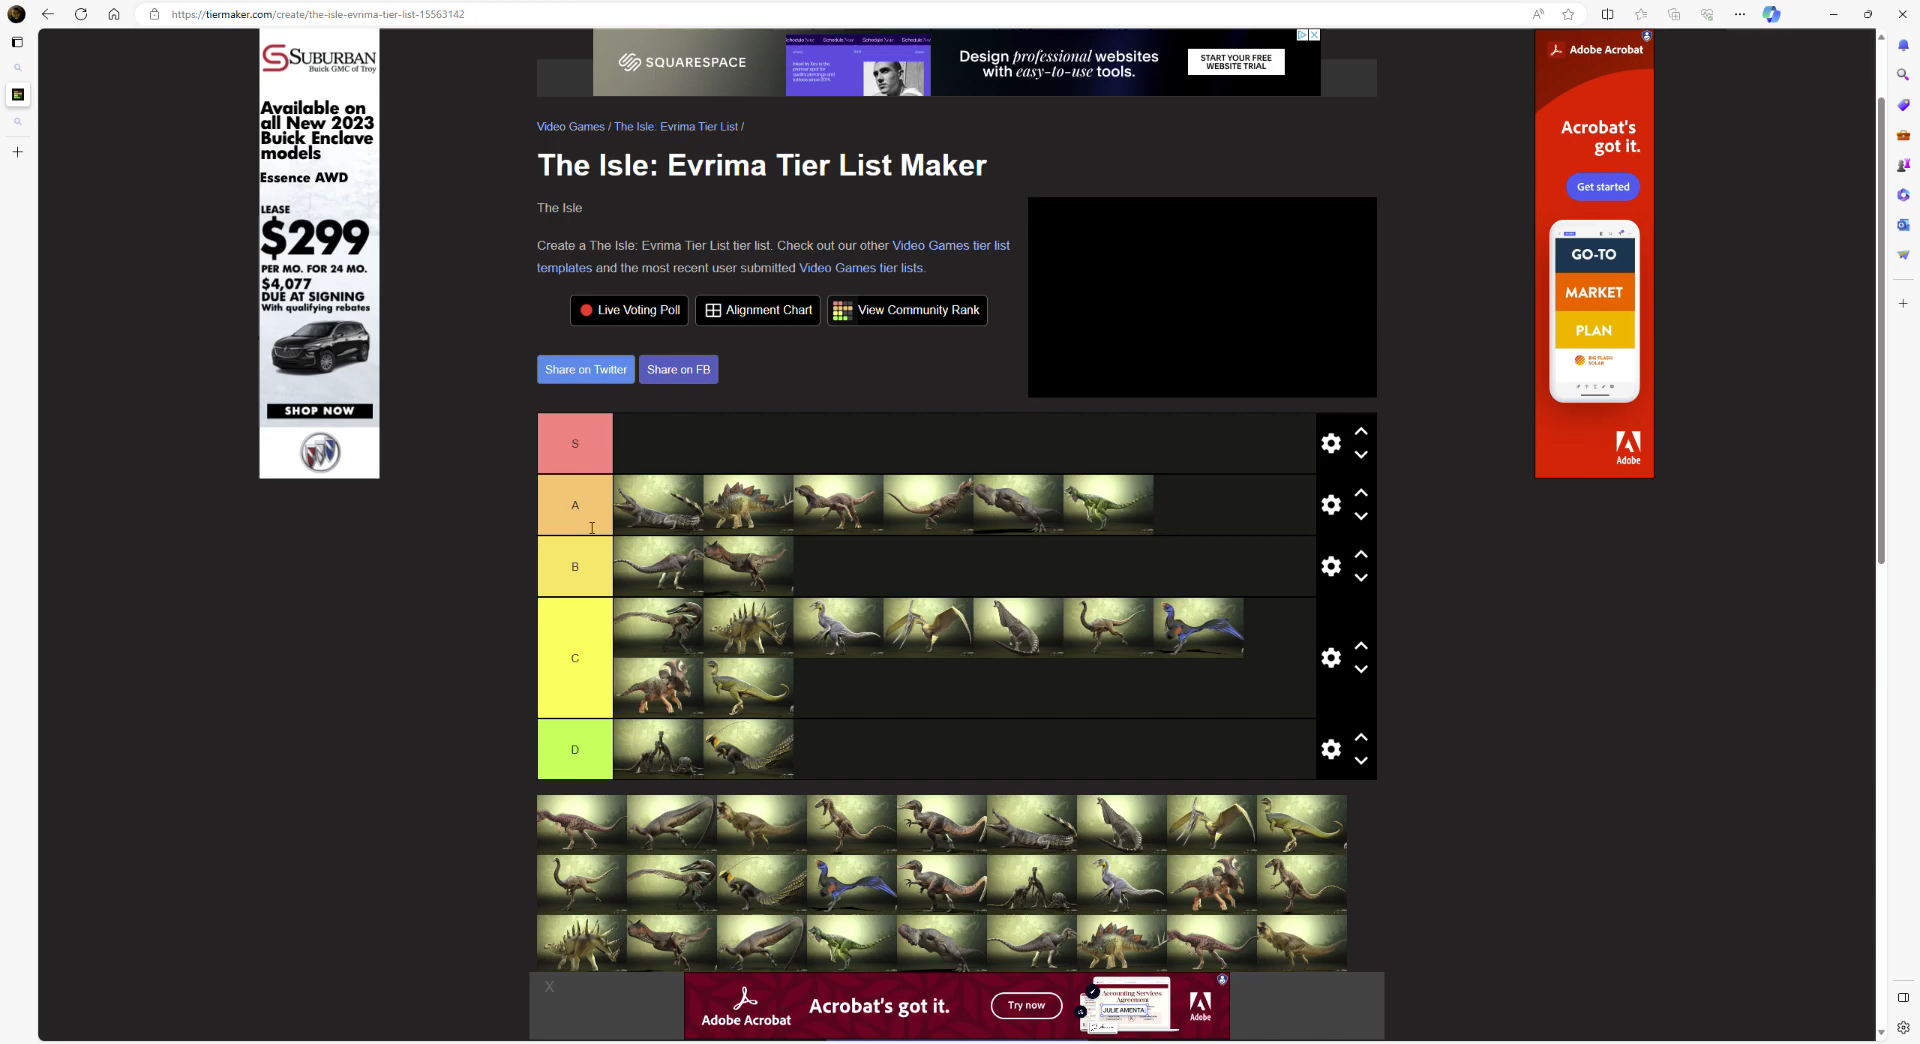 https://tiermaker.com/create/the-isle-evrima-tier-list-15563142
SUBURBAN
Buick GMC of Troy
Available on
all New 2023
Buick Enclave
models
Essence AWD
LEASE
$299
PER MO. FOR 24 MO.
$4,077
DUE AT SIGNING
With qualifying rebates
SHOP NOW
SQUARESPACE
Design professional websites
with easy-to-use tools.
START YOUR FREE
WEBSITE TRIAL
Adobe Acrobat
Acrobat's
got it.
Get started
GO-TO
MARKET
PLAN
BIG FLASH
SOLAR
Adobe
Video Games / The Isle: Evrima Tier List /
The Isle: Evrima Tier List Maker
The Isle
Create a The Isle: Evrima Tier List tier list. Check out our other Video Games tier list
templates and the most recent user submitted Video Games tier lists.
Live Voting Poll
Alignment Chart
View Community Rank
Share on Twitter
Share on FB
S
A
B
C
D
X
Adobe Acrobat
Acrobat's got it.
Try now
Accounting Services
Agreement
JULIE AMENTA
Adobe